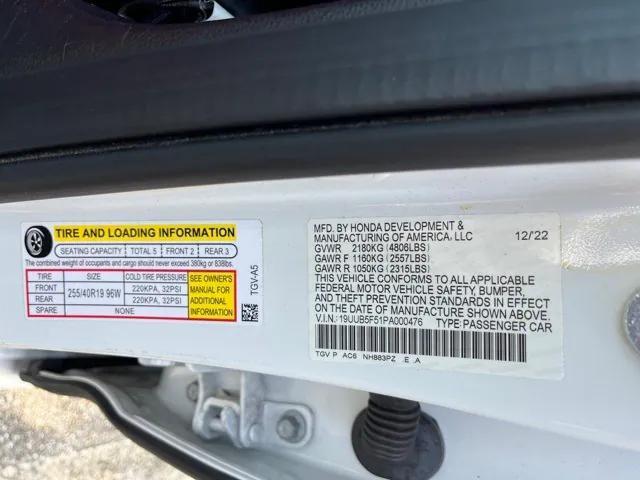 TIRE AND LOADING INFORMATION
SEATING CAPACITY TOTAL 5 FRONT 2 REAR 3
The combined weight of occupants and cargo should never exceed 380kg or 838lbs.
TIRE SIZE COLD TIRE PRESSURE
FRONT 255/40R19 96W 220KPA, 32PSI
REAR 220KPA, 32PSI
SPARE NONE
SEE OWNER'S
MANUAL FOR
ADDITIONAL
INFORMATION
TGV-A5
MFD. BY HONDA DEVELOPMENT &
MANUFACTURING OF AMERICA, LLC 12/22
GVWR 2180KG (4806LBS)
GAWR F 1160KG (2557LBS)
GAWR R 1050KG (2315LBS)
THIS VEHICLE CONFORMS TO ALL APPLICABLE
FEDERAL MOTOR VEHICLE SAFETY, BUMPER,
AND THEFT PREVENTION STANDARDS IN EFFECT
ON THE DATE OF MANUFACTURE SHOWN ABOVE.
V.I.N.: 19UUB5F51PA000476 TYPE: PASSENGER CAR
TGV P AC6 NH883PZ .E .A